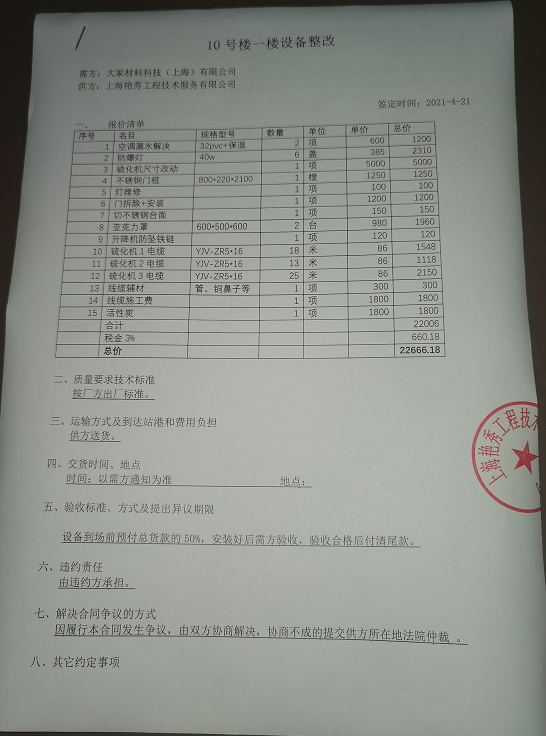 10号楼一楼设备整改
需方：大冢材料科技（上海）有限公司
供方：上海艳秀工程技术服务有限公司
签定时间：2021-4-21
一、 报价清单
序号 名目 规格型号 数量 单位 单价 总价
1 空调漏水解决 32pvc+保温 2 项 600 1200
2 防爆灯 40w 6 盏 385 2310
3 硫化机尺寸改动 1 项 5000 5000
4 不锈钢门框 800*220*2100 1 樘 1250 1250
5 灯维修 1 项 100 100
6 门拆除+安装 1 项 1200 1200
7 切不锈钢台面 1 项 150 150
8 亚克力罩 600*500*600 2 台 980 1960
9 升降机防坠铁链 1 项 120 120
10 硫化机1电缆 YJV-ZR5*16 18 米 86 1548
11 硫化机2电缆 YJV-ZR5*16 13 米 86 1118
12 硫化机3电缆 YJV-ZR5*16 25 米 86 2150
13 线缆辅材 管。铜鼻子等 1 项 300 300
14 线缆施工费 1 项 1800 1800
15 活性炭 1 项 1800 1800
合计 22006
税金3% 660.18
总价 22666.18
二、质量要求技术标准
按厂方出厂标准。
三、运输方式及到达站港和费用负担
供方送货。
四、交货时间、地点
时间：以需方通知为准 地点：
五、验收标准、方式及提出异议期限
设备到场前预付总货款的50%，安装好后需方验收，验收合格后付清尾款。
六、违约责任
由违约方承担。
七、解决合同争议的方式
因履行本合同发生争议，由双方协商解决，协商不成的提交供方所在地法院仲裁 。
八、其它约定事项
上海艳秀工程技术